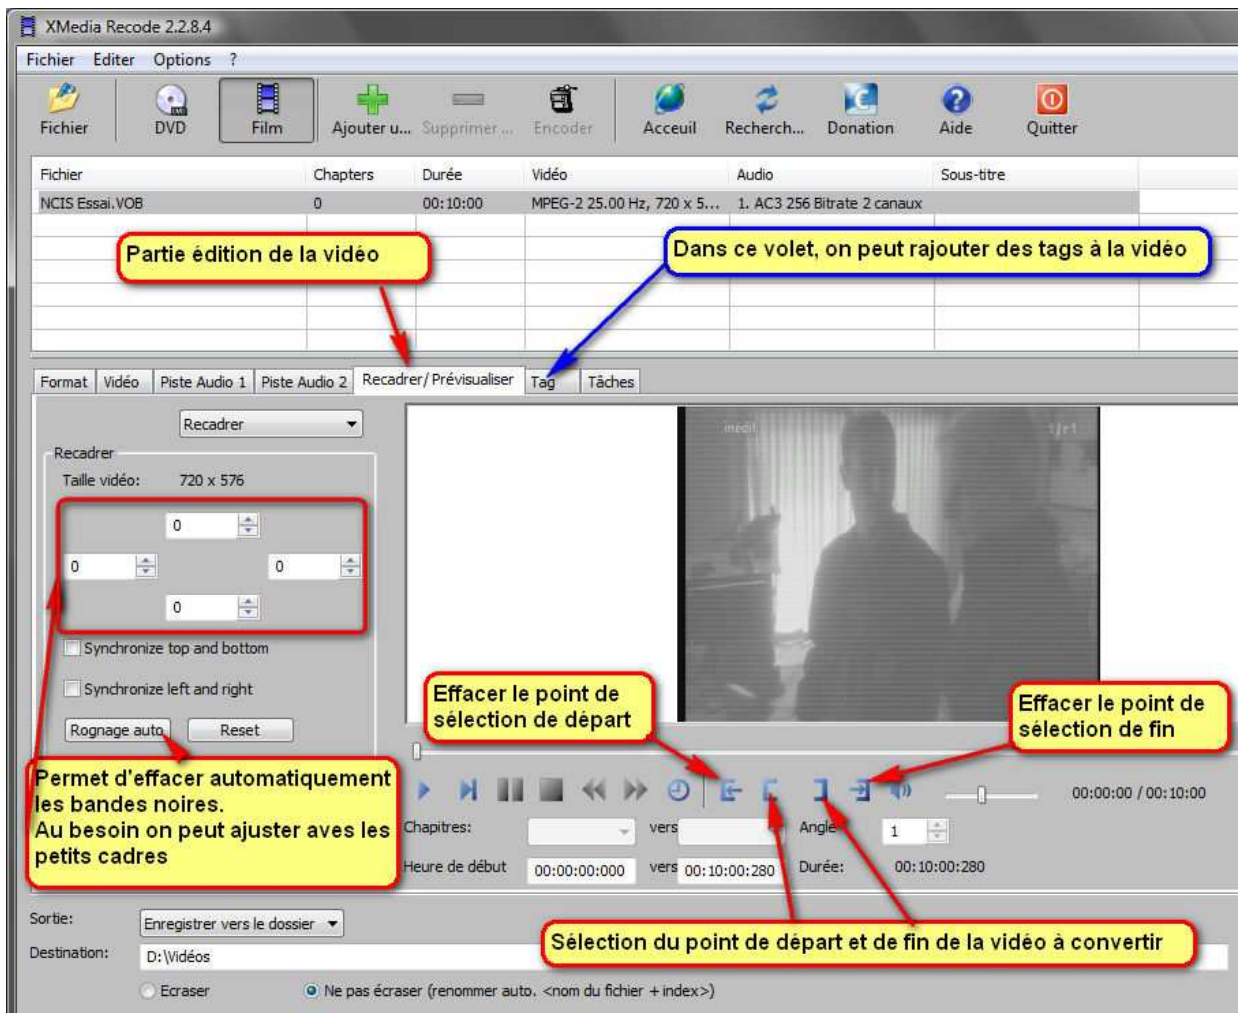 XMedia Recode 2.2.8.4
Fichier Editer Options ?
Fichier DVD Film Ajouter u... Supprimer ... Encoder Acceuil Recherch... Donation Aide Quitter
Fichier Chapters Durée Vidéo Audio Sous-titre
NCIS Essai.VOB 0 00:10:00 MPEG-2 25.00 Hz, 720 x 5... 1. AC3 256 Bitrate 2 canaux
Partie édition de la vidéo
Dans ce volet, on peut rajouter des tags à la vidéo
Format Vidéo Piste Audio 1 Piste Audio 2 Recadrer/Prévisualiser Tag Tâches
Recadrer
Recadrer
Taille vidéo: 720 x 576
0
0 0
0
Synchronize top and bottom
Synchronize left and right
Rognage auto Reset
inédit
Effacer le point de
sélection de départ
Effacer le point de
sélection de fin
Permet d'effacer automatiquement
les bandes noires.
Au besoin on peut ajuster aves les
petits cadres
00:00:00 / 00:10:00
Chapitres: vers Angle 1
Heure de début 00:00:00:000 vers 00:10:00:280 Durée: 00:10:00:280
Sélection du point de départ et de fin de la vidéo à convertir
Sortie: Enregistrer vers le dossier
Destination: D:\Vidéos
Ecraser Ne pas écraser (renommer auto. <nom du fichier + index>)